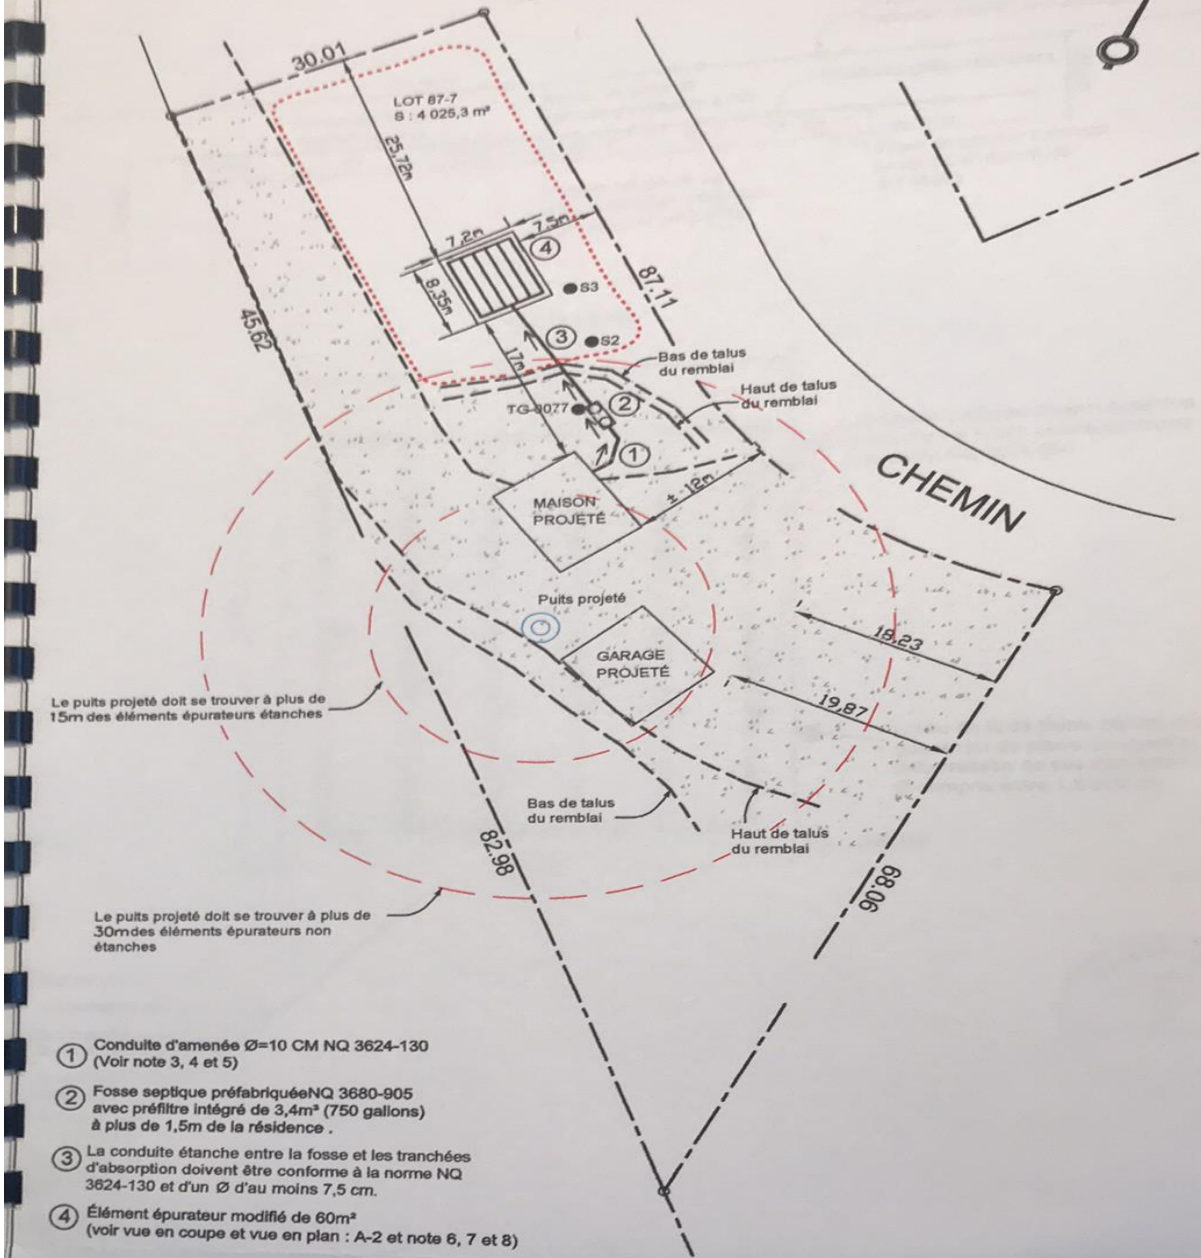 30.01
LOT 87-7
S : 4 025,3 m²
25,72m
7,2m
7.5m
4
8,35m
S3
87.11
45.62
3
S2
17m
Bas de talus
du remblai
Haut de talus
du remblai
TG-0077
2
1
± 12m
CHEMIN
MAISON
PROJETÉ
Puits projeté
GARAGE
PROJETÉ
18,23
19,87
Le puits projeté doit se trouver à plus de
15m des éléments épurateurs étanches
Bas de talus
du remblai
Haut de talus
du remblai
82.98
68.06
Le puits projeté doit se trouver à plus de
30mdes éléments épurateurs non
étanches
1 Conduite d'amenée Ø=10 CM NQ 3624-130
(Voir note 3, 4 et 5)
2 Fosse septique préfabriquéeNQ 3680-905
avec préfiltre intégré de 3,4m³ (750 gallons)
à plus de 1,5m de la résidence .
3 La conduite étanche entre la fosse et les tranchées
d'absorption doivent être conforme à la norme NQ
3624-130 et d'un Ø d'au moins 7,5 cm.
4 Élément épurateur modifié de 60m²
(voir vue en coupe et vue en plan : A-2 et note 6, 7 et 8)